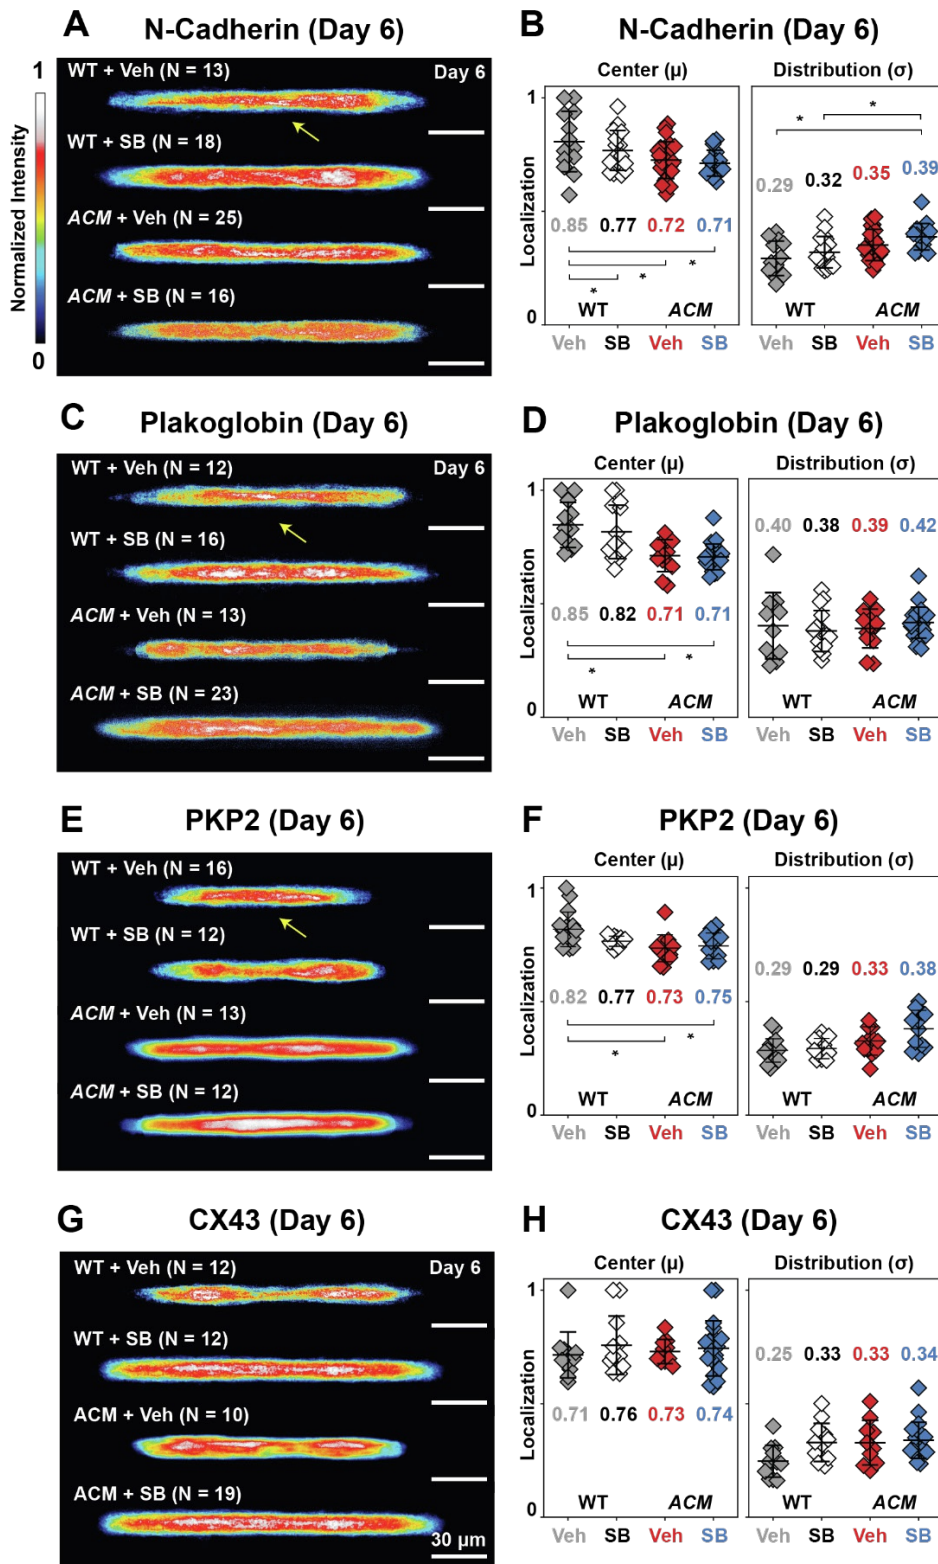 A N-Cadherin (Day 6)
1
0
Normalized Intensity
WT + Veh (N = 13)
Day 6
WT + SB (N = 18)
ACM + Veh (N = 25)
ACM + SB (N = 16)
B N-Cadherin (Day 6)
Center (µ) Distribution (σ)
1
Localization
0
0.85 0.77 0.72 0.71
* * *
WT ACM
Veh SB Veh SB
* *
0.29 0.32 0.35 0.39
WT ACM
Veh SB Veh SB
C Plakoglobin (Day 6)
WT + Veh (N = 12)
Day 6
WT + SB (N = 16)
ACM + Veh (N = 13)
ACM + SB (N = 23)
D Plakoglobin (Day 6)
Center (µ) Distribution (σ)
1
Localization
0
0.85 0.82 0.71 0.71
* *
WT ACM
Veh SB Veh SB
0.40 0.38 0.39 0.42
WT ACM
Veh SB Veh SB
E PKP2 (Day 6)
WT + Veh (N = 16)
WT + SB (N = 12)
ACM + Veh (N = 13)
ACM + SB (N = 12)
F PKP2 (Day 6)
Center (µ) Distribution (σ)
1
Localization
0
0.82 0.77 0.73 0.75
* *
WT ACM
Veh SB Veh SB
0.29 0.29 0.33 0.38
WT ACM
Veh SB Veh SB
G CX43 (Day 6)
WT + Veh (N = 12)
Day 6
WT + SB (N = 12)
ACM + Veh (N = 10)
ACM + SB (N = 19)
30 µm
H CX43 (Day 6)
Center (µ) Distribution (σ)
1
Localization
0
0.71 0.76 0.73 0.74
WT ACM
Veh SB Veh SB
0.25 0.33 0.33 0.34
WT ACM
Veh SB Veh SB